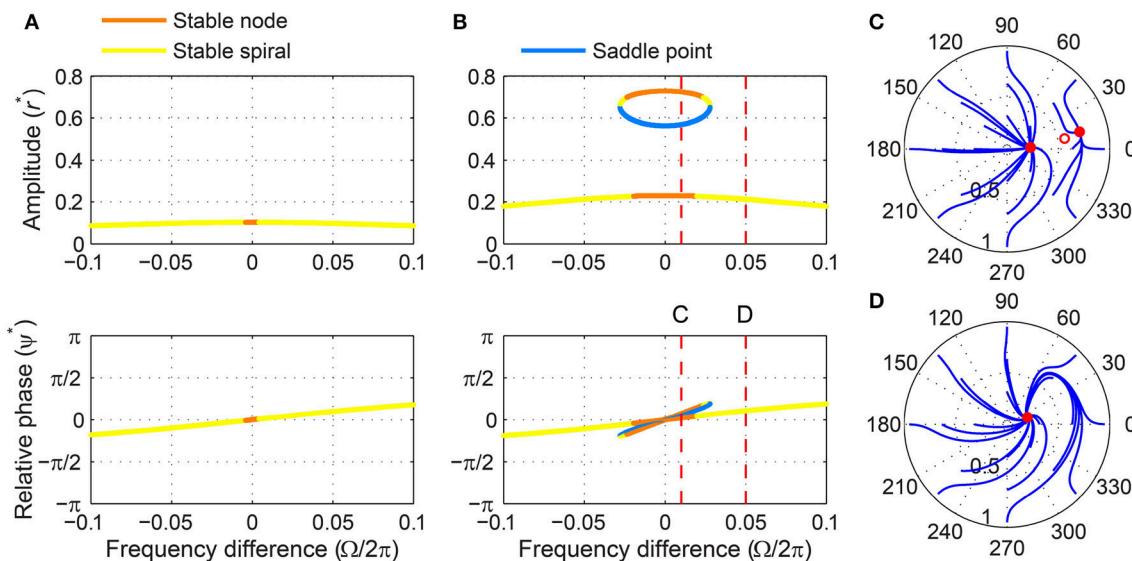 A
Stable node
Stable spiral
B
Saddle point
Amplitude (r*)
0.8
0.6
0.4
0.2
0
−0.1 −0.05 0 0.05 0.1
0.8
0.6
0.4
0.2
0
−0.1 −0.05 0 0.05 0.1
Relative phase (ψ*)
π
π/2
0
−π/2
−π
−0.1 −0.05 0 0.05 0.1
Frequency difference (Ω/2π)
C D
π
π/2
0
−π/2
−π
−0.1 −0.05 0 0.05 0.1
Frequency difference (Ω/2π)
C
90
120 60
150 30
180 0
0.5
210 330
1
240 300
270
D
90
120 60
150 30
180 0
0.5
210 330
1
240 300
270